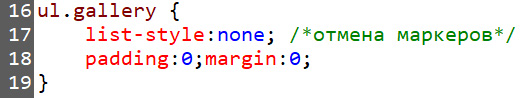 16 ul.gallery {
17     list-style:none; /*отмена маркеров*/
18     padding:0;margin:0;
19 }